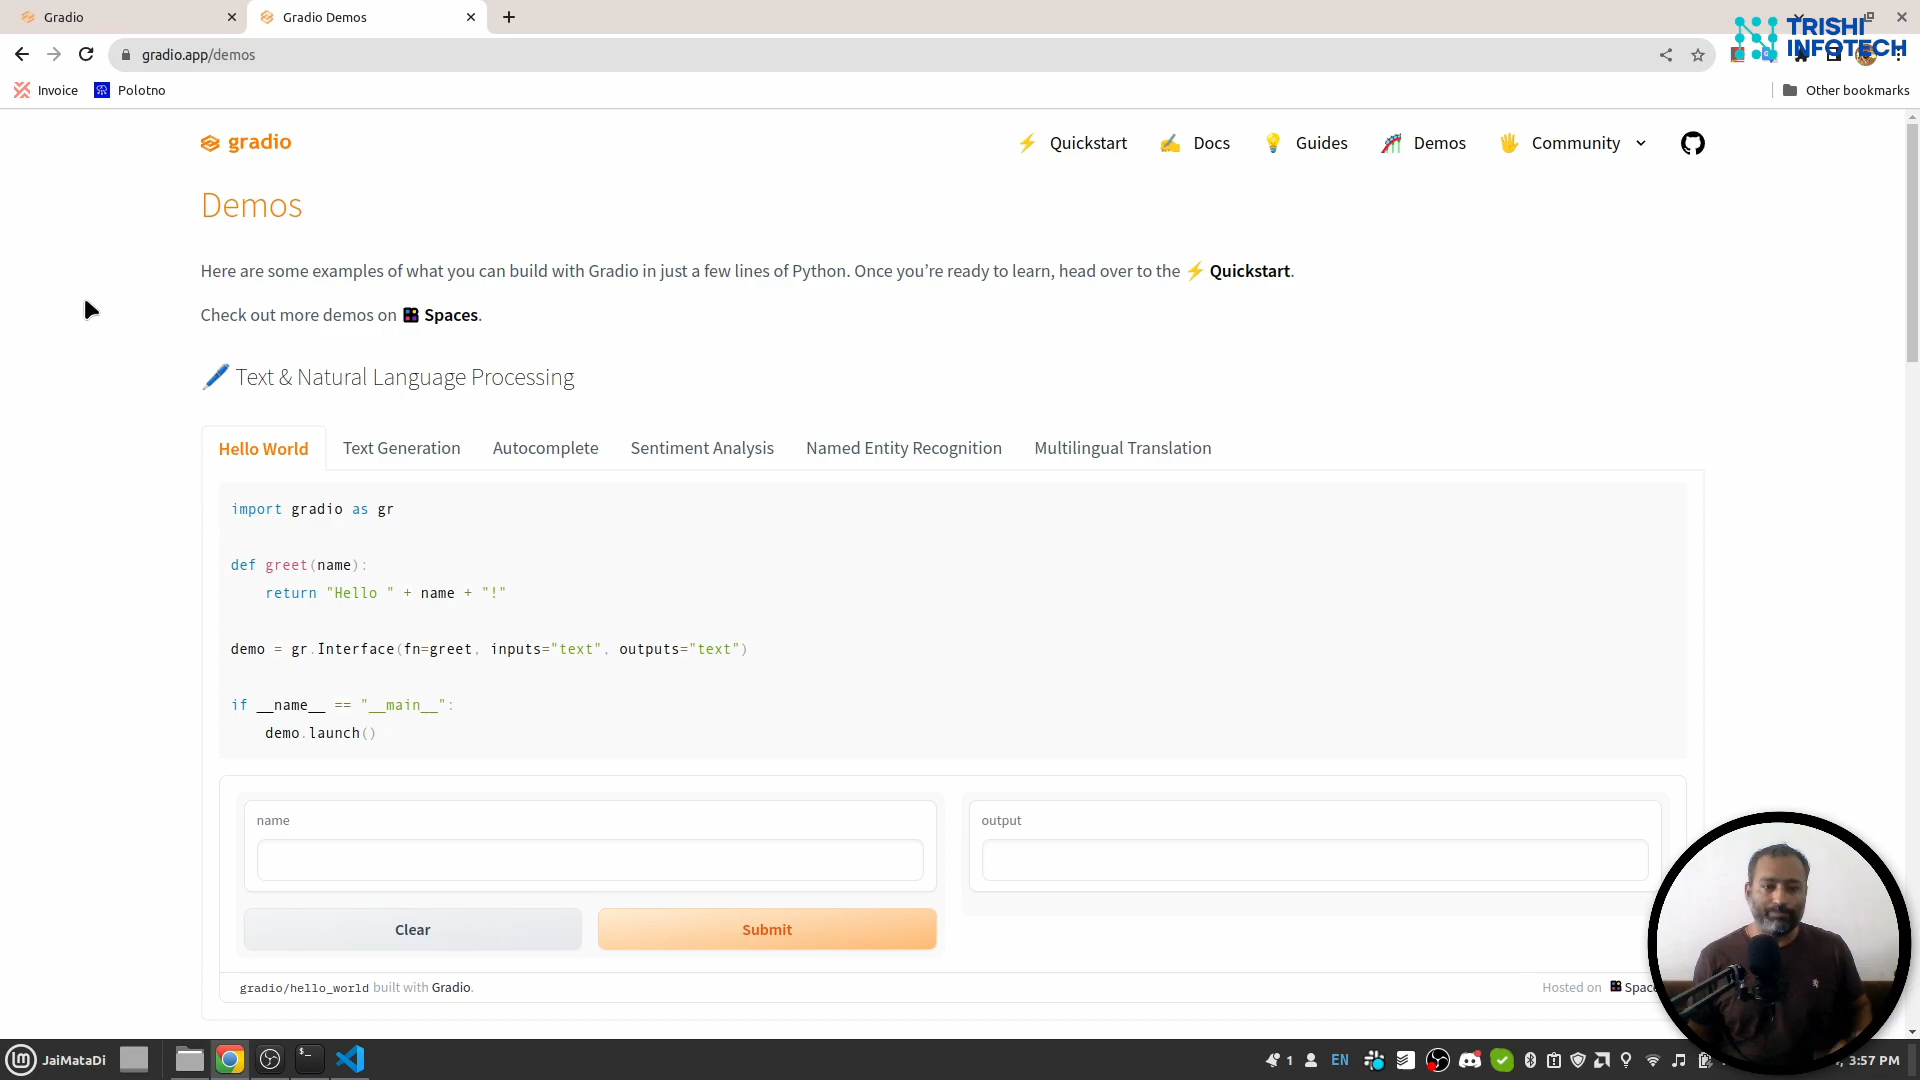 Gradio
Gradio Demos
TRISHI
INFOTECH
gradio.app/demos
Invoice
Polotno
Other bookmarks
gradio
⚡ Quickstart
✍️ Docs
💡 Guides
🎢 Demos
🖐 Community
Demos
Here are some examples of what you can build with Gradio in just a few lines of Python. Once you’re ready to learn, head over to the ⚡ Quickstart.
Check out more demos on Spaces.
🖊️ Text & Natural Language Processing
Hello World
Text Generation
Autocomplete
Sentiment Analysis
Named Entity Recognition
Multilingual Translation
import gradio as gr
def greet(name):
return "Hello " + name + "!"
demo = gr.Interface(fn=greet, inputs="text", outputs="text")
if __name__ == "__main__":
demo.launch()
name
output
Clear
Submit
gradio/hello_world built with Gradio.
Hosted on Space
JaiMataDi
1
EN
3:57 PM